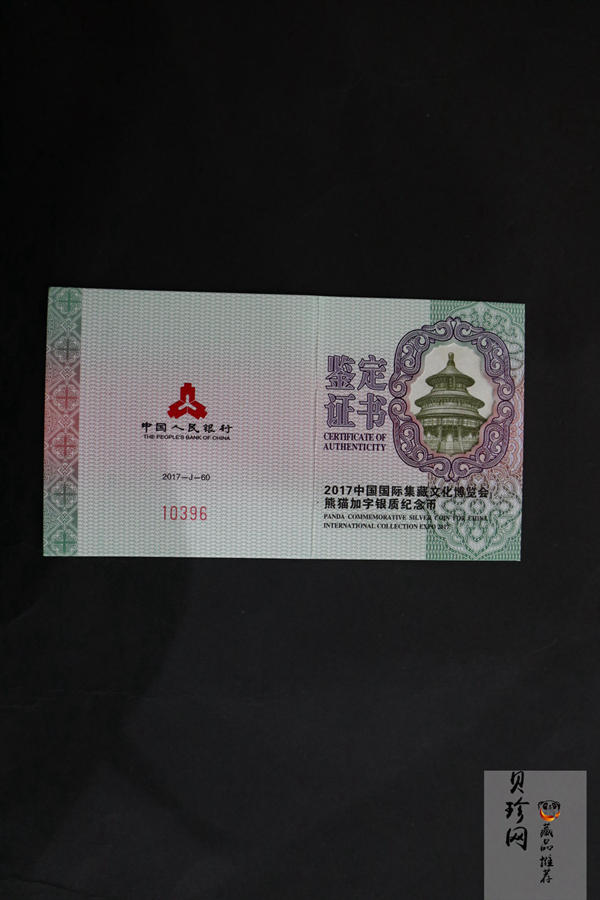 中国人民银行
THE PEOPLE'S BANK OF CHINA
2017-J-60
10396
鉴定
证书
CERTIFICATE OF
AUTHENTICITY
2017中国国际集藏文化博览会
熊猫加字银质纪念币
PANDA COMMEMORATIVE SILVER COIN FOR CHINA
INTERNATIONAL COLLECTION EXPO 2017
贝珍网
藏品推荐